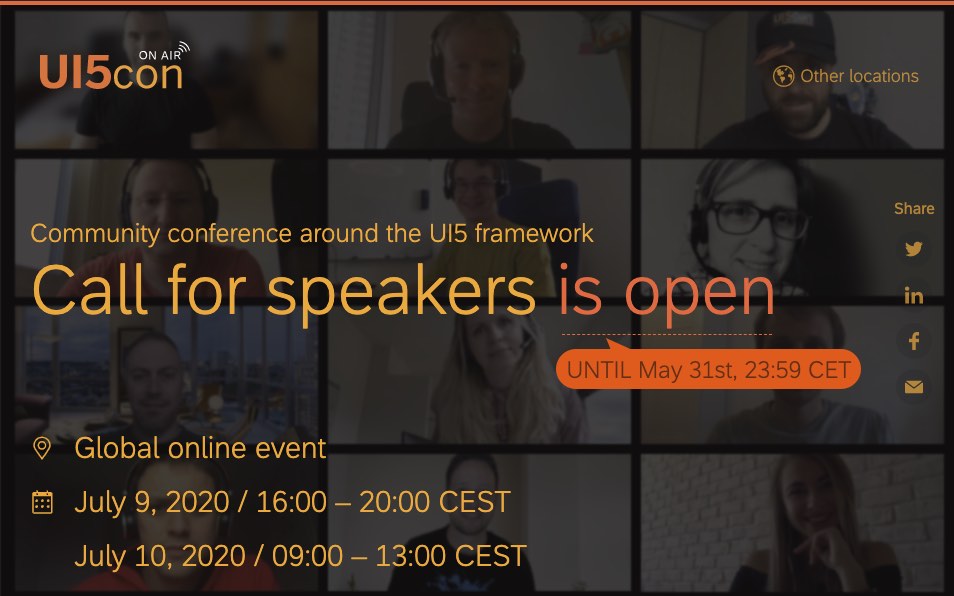 ON AIR
UI5con
Other locations
Share
Community conference around the UI5 framework
Call for speakers is open
UNTIL May 31st, 23:59 CET
Global online event
July 9, 2020 / 16:00 – 20:00 CEST
July 10, 2020 / 09:00 – 13:00 CEST